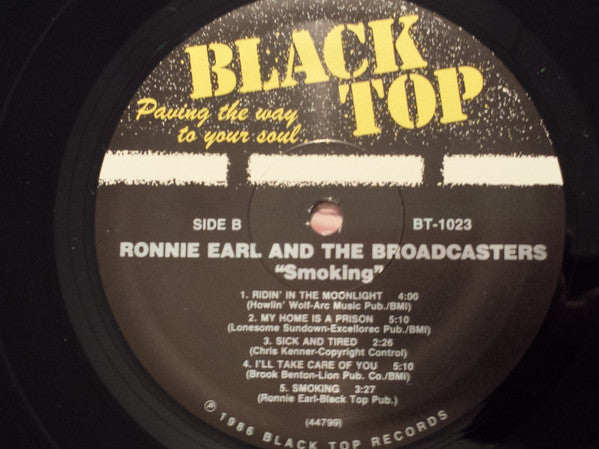 BLACK TOP
Paving the way
to your soul
SIDE B
BT-1023
RONNIE EARL AND THE BROADCASTERS
"Smoking"
1. RIDIN' IN THE MOONLIGHT 4:00
(Howlin' Wolf-Arc Music Pub./BMI)
2. MY HOME IS A PRISON 5:10
(Lonesome Sundown-Excellorec Pub./BMI)
3. SICK AND TIRED 2:26
(Chris Kenner-Copyright Control)
4. I'LL TAKE CARE OF YOU 5:10
(Brook Benton-Lion Pub. Co./BMI)
5. SMOKING 3:27
(Ronnie Earl-Black Top Pub.)
(44799)
℗ 1985 BLACK TOP RECORDS